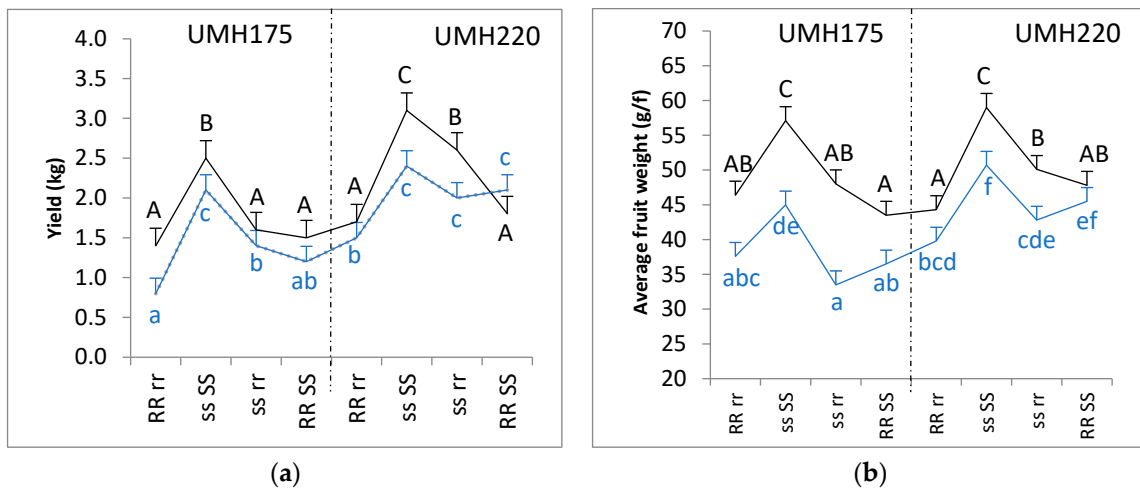 UMH175 UMH220
Yield (kg)
4.0
3.5
3.0
2.5
2.0
1.5
1.0
0.5
0.0
A B A A A C B A
a c b ab b c c c
RR rr ss SS ss rr RR SS RR rr ss SS ss rr RR SS
(a)
UMH175 UMH220
Average fruit weight (g/f)
70
65
60
55
50
45
40
35
30
25
20
AB C AB A A C B AB
abc de a ab bcd f cde ef
RR rr ss SS ss rr RR SS RR rr ss SS ss rr RR SS
(b)